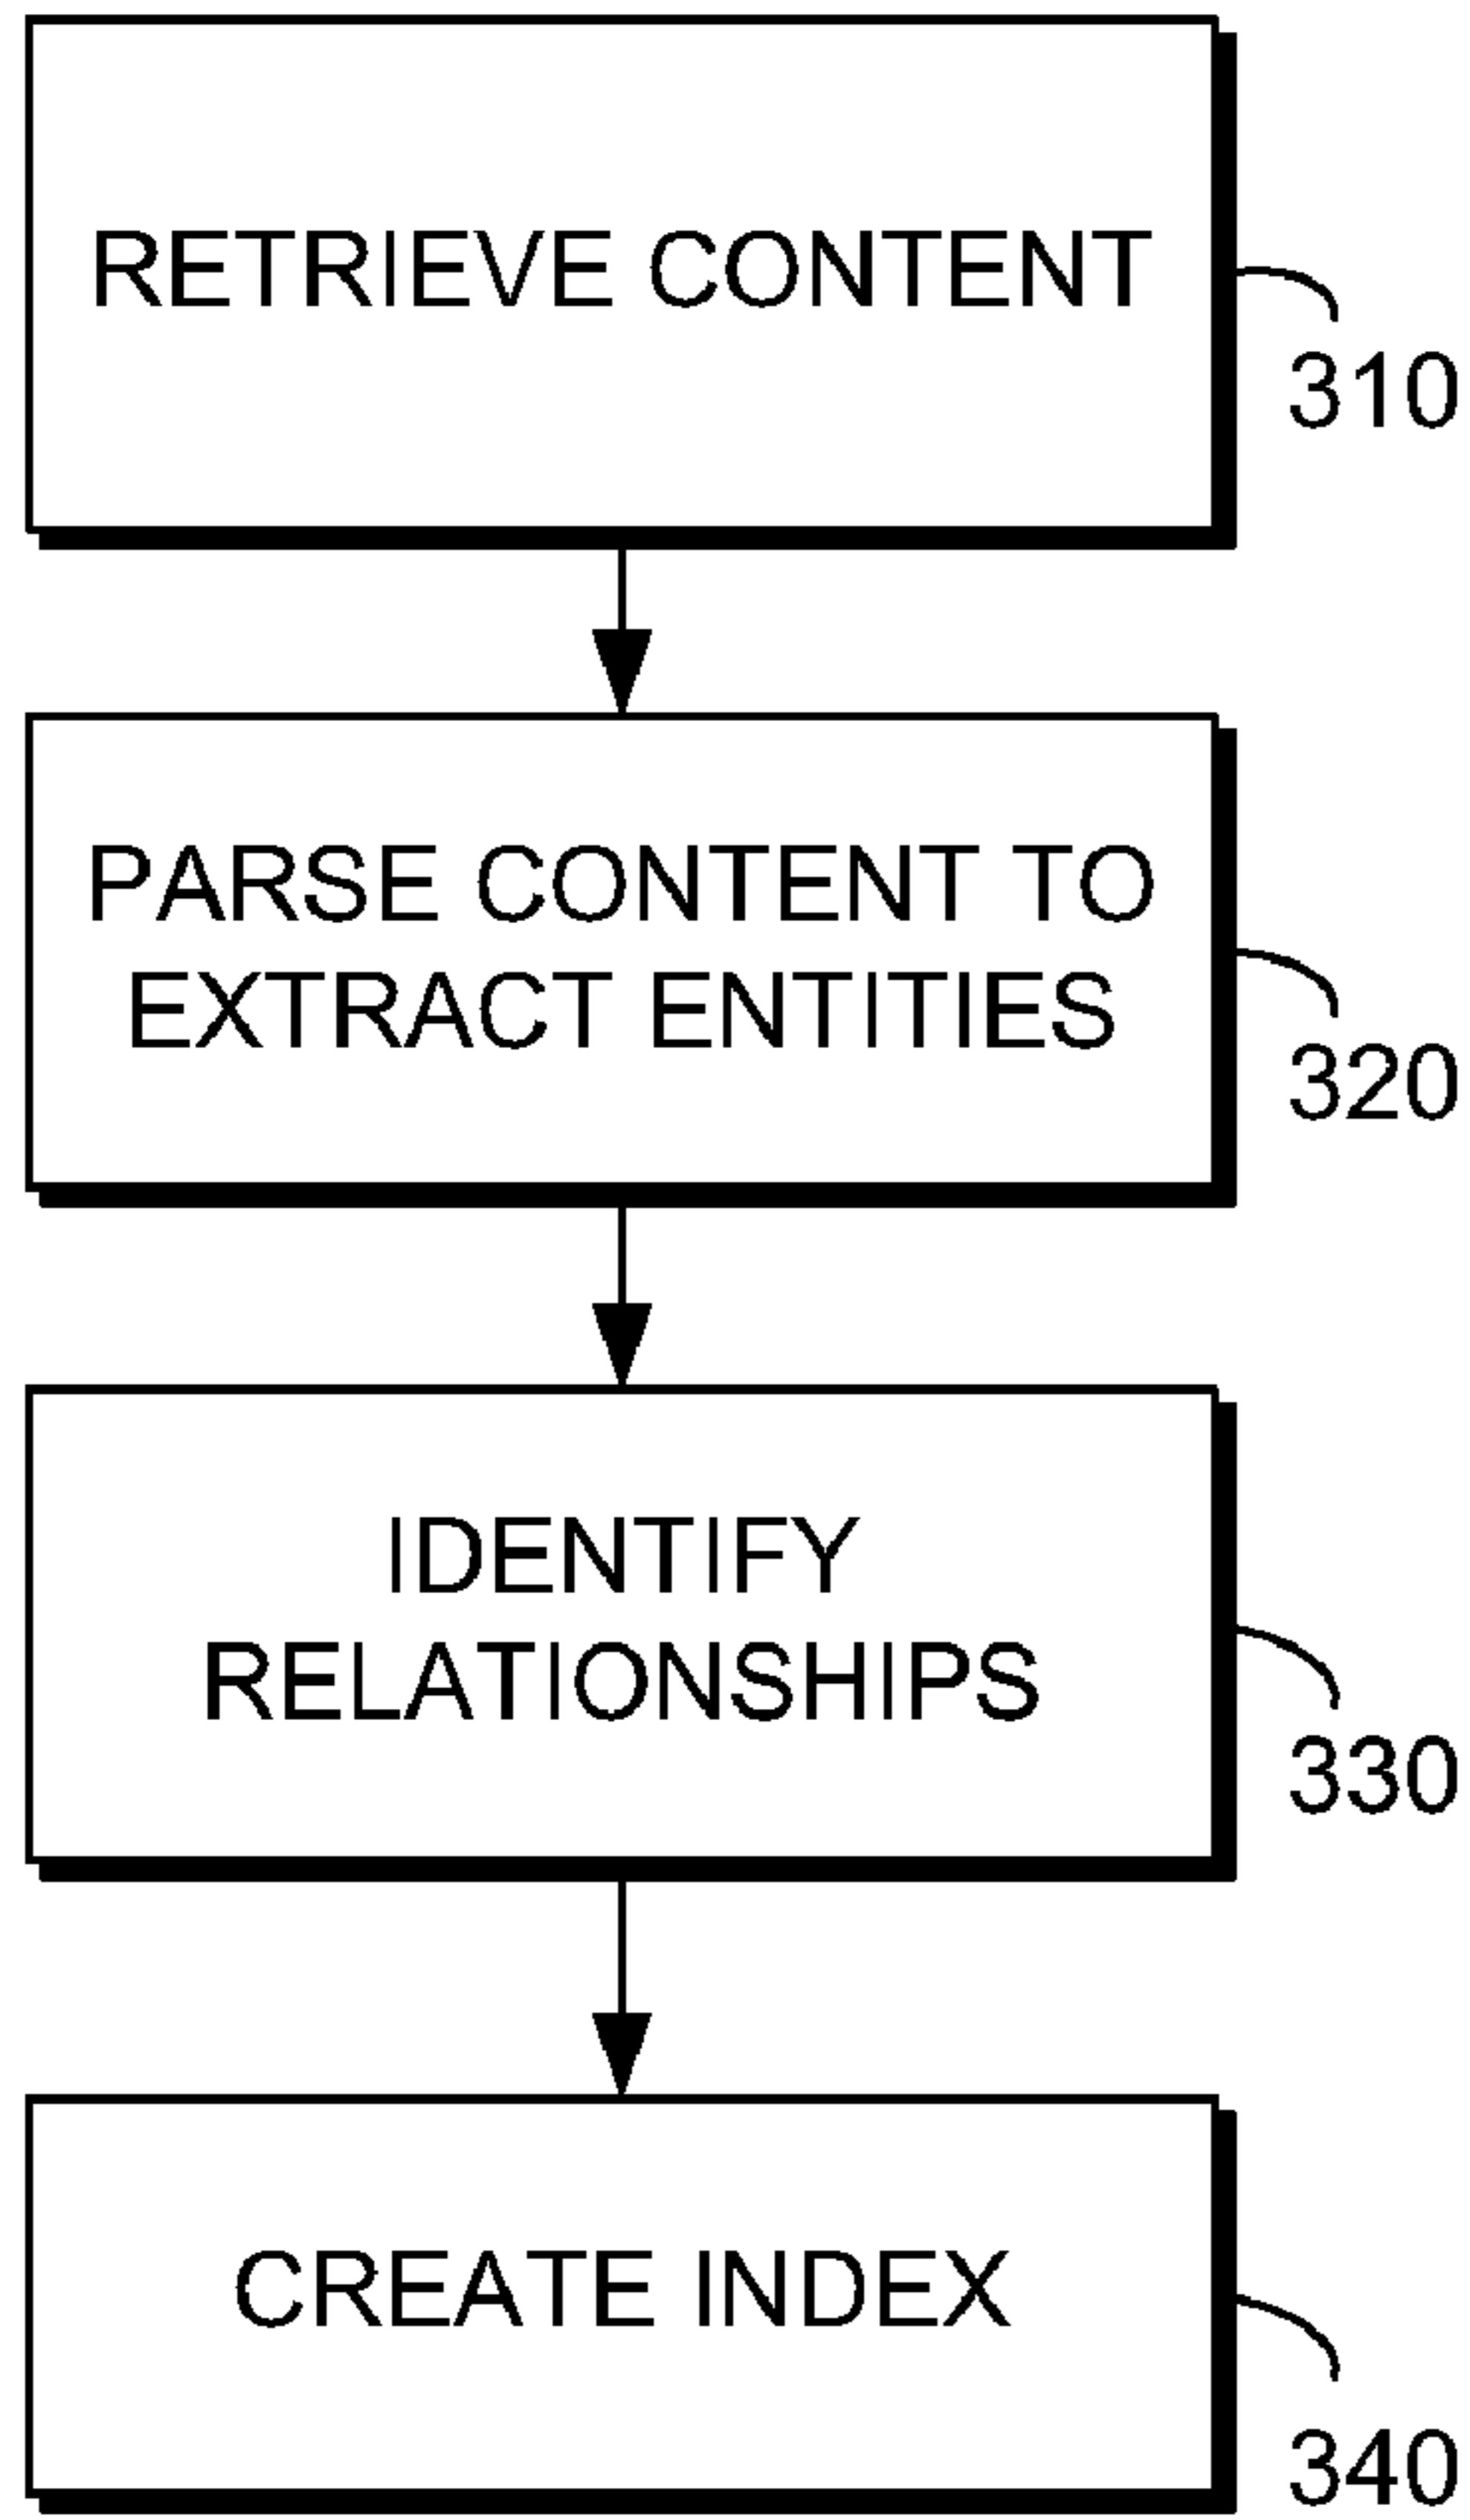 RETRIEVE CONTENT
310
PARSE CONTENT TO
EXTRACT ENTITIES
320
IDENTIFY
RELATIONSHIPS
330
CREATE INDEX
340